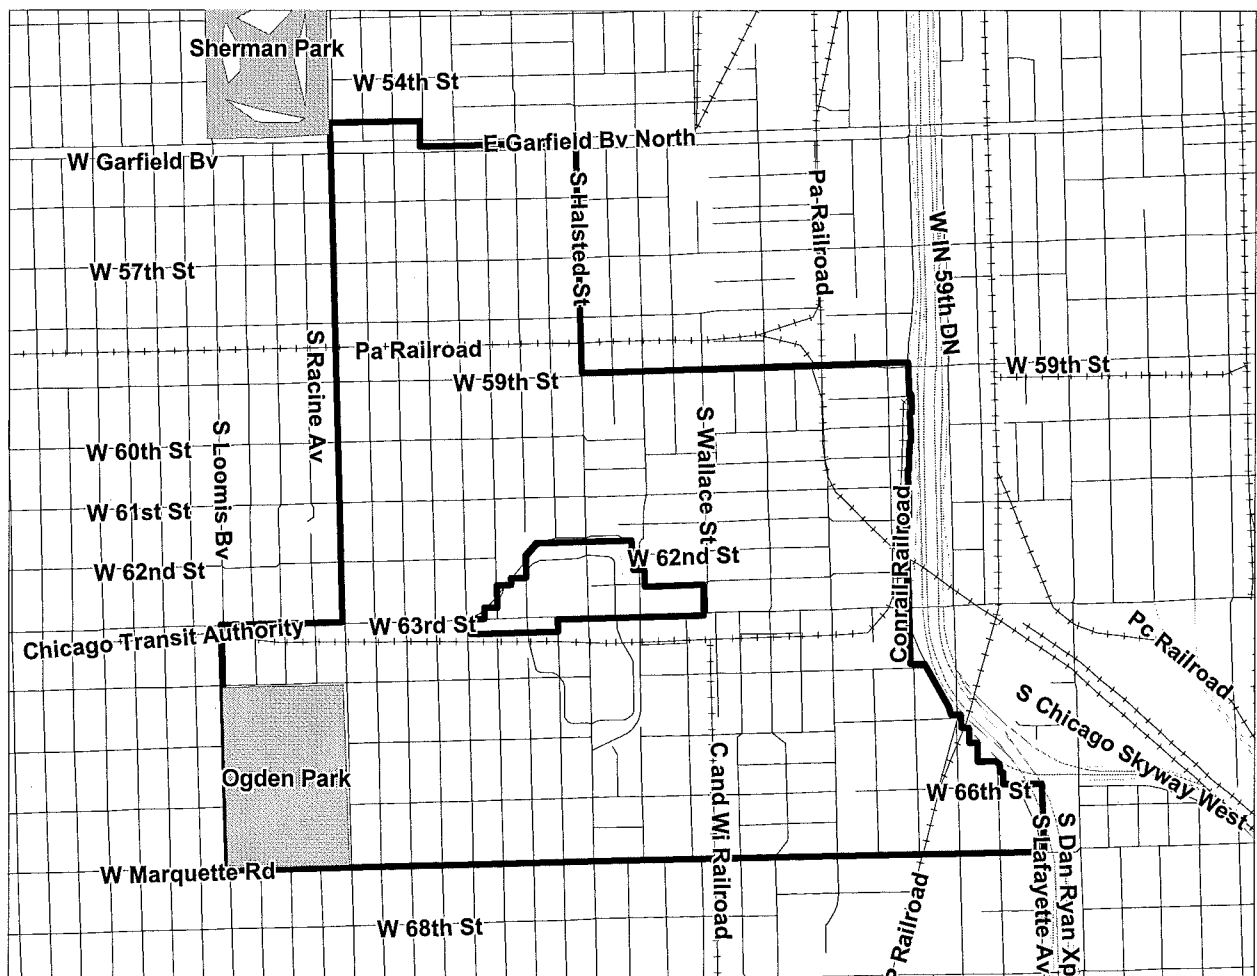 Sherman Park
W 54th St
E Garfield Bv North
W Garfield Bv
S Halsted St
Pa Railroad
W IN 59th DN
W 57th St
S Racine Av
Pa Railroad
W 59th St
W 59th St
S Loomis Bv
W 60th St
S Wallace St
W 61st St
Conrail Railroad
W 62nd St
W 62nd St
W 63rd St
Chicago Transit Authority
Pc Railroad
S Chicago Skyway West
Ogden Park
C and Wi Railroad
W 66th St
S Lafayette Av
S Dan Ryan Xp
W Marquette Rd
W 68th St
Railroad